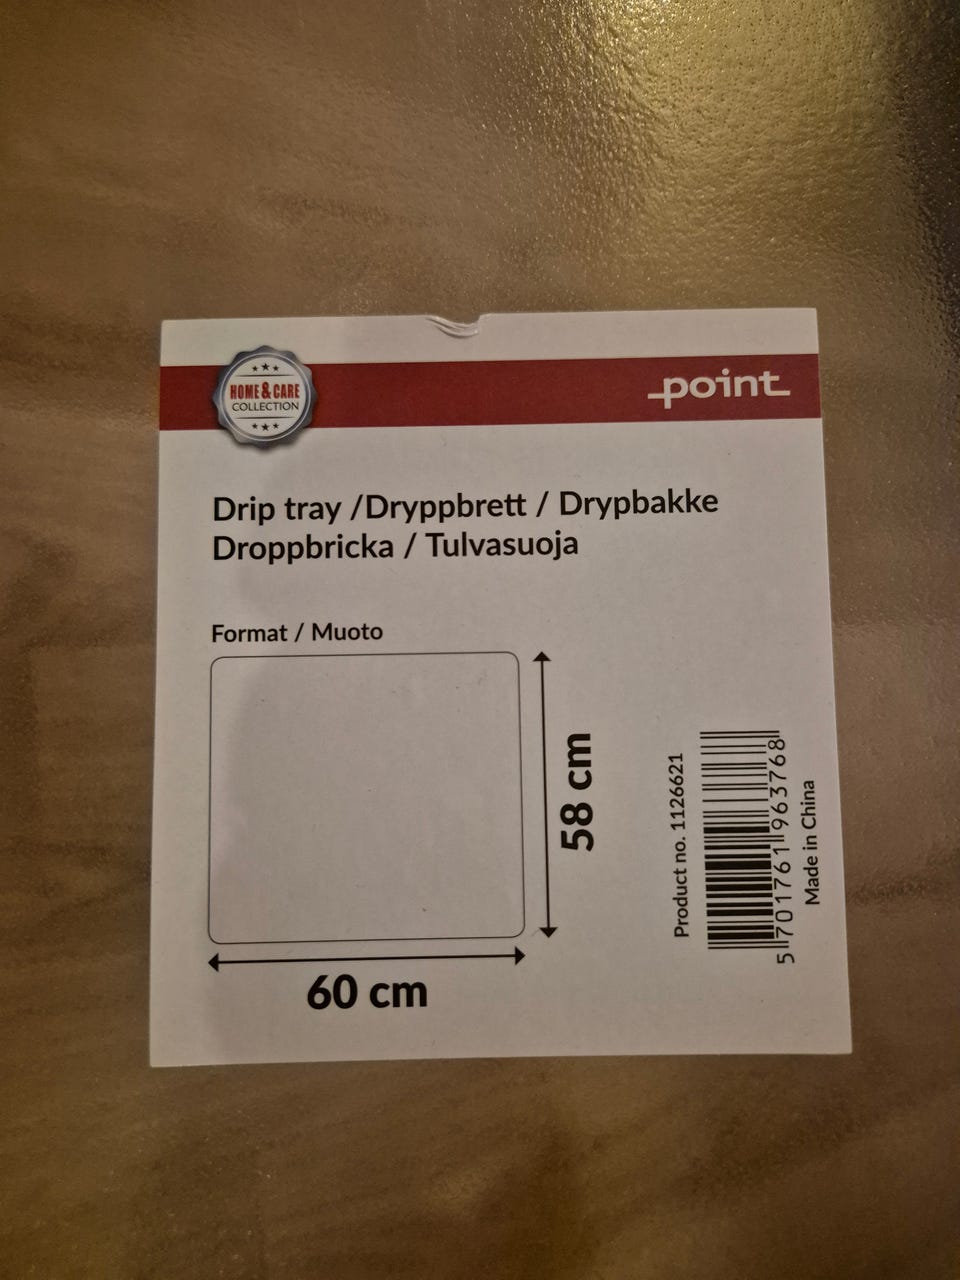 HOME & CARE
COLLECTION
point
Drip tray /Dryppbrett / Drypbakke
Droppbricka / Tulvasuoja
Format / Muoto
58 cm
60 cm
Product no. 1126621
5 701761 963768
Made in China